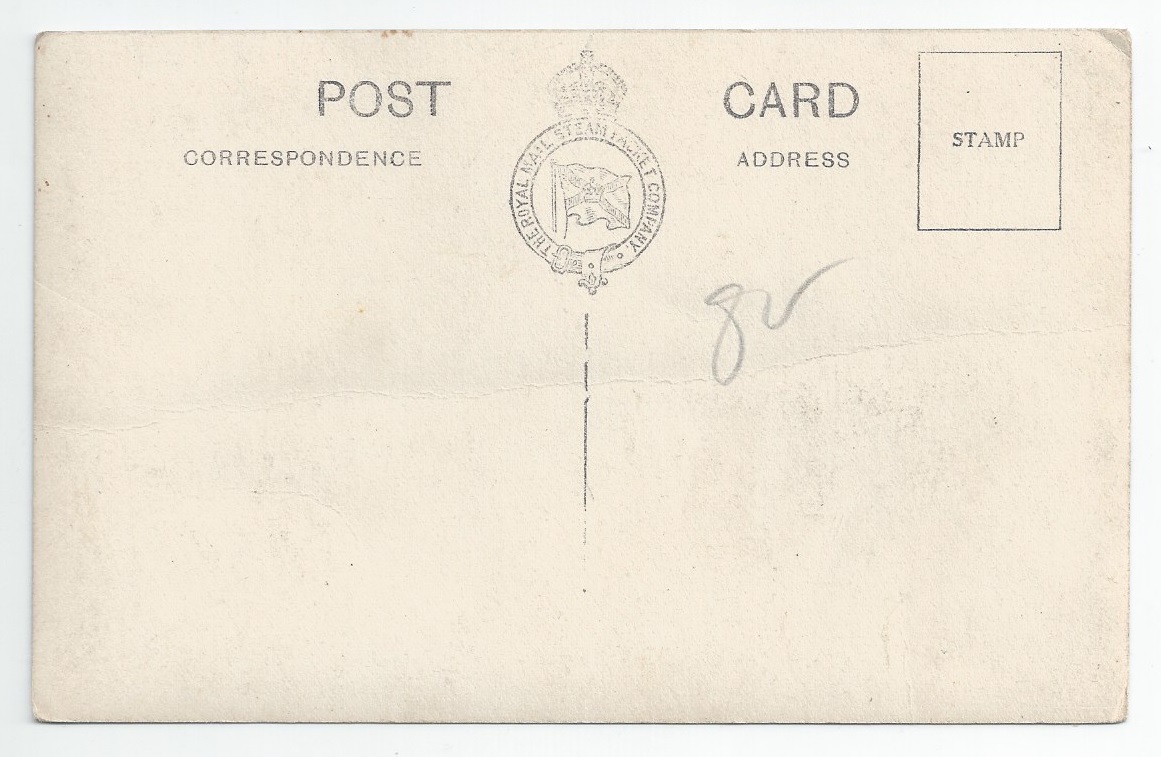 POST CARD
CORRESPONDENCE
ADDRESS
STAMP
THE ROYAL MAIL STEAM PACKET COMPANY.